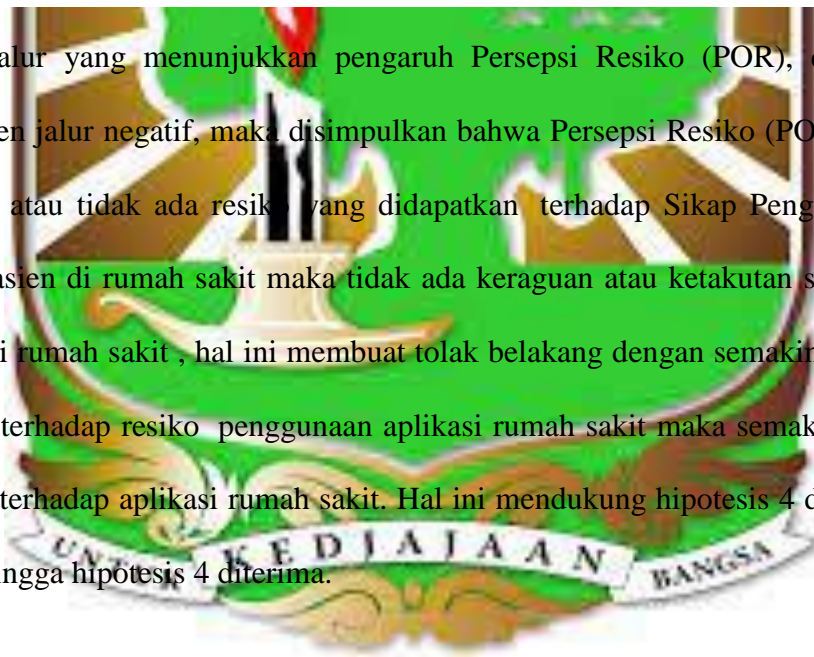 alur yang menunjukkan pengaruh Persepsi Resiko (POR),
en jalur negatif, maka disimpulkan bahwa Persepsi Resiko (PO
atau tidak ada resiko yang didapatkan terhadap Sikap Peng
asien di rumah sakit maka tidak ada keraguan atau ketakutan s
i rumah sakit , hal ini membuat tolak belakang dengan semakin
terhadap resiko penggunaan aplikasi rumah sakit maka semak
terhadap aplikasi rumah sakit. Hal ini mendukung hipotesis 4 d
ingga hipotesis 4 diterima.
UNTUK KEDJAJAAN BANGSA